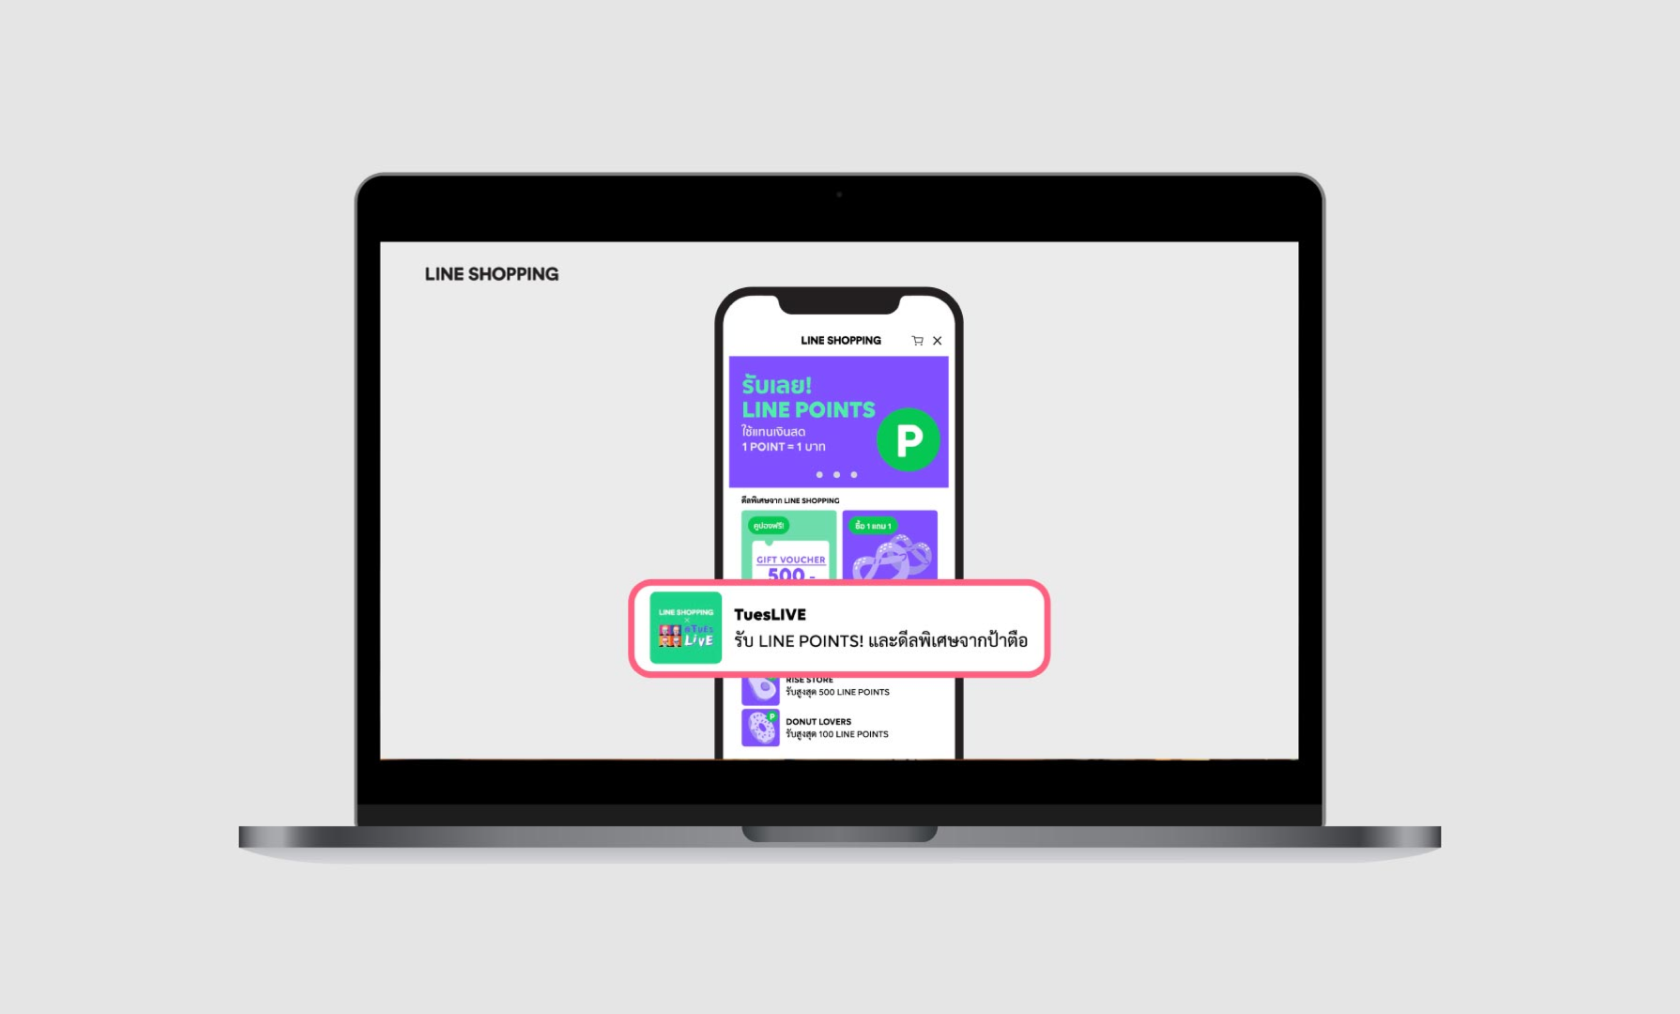 LINE SHOPPING
LINE SHOPPING
รับเลย!
LINE POINTS
ใช้แทนเงินสด
1 POINT = 1 บาท
P
ดีลพิเศษจาก LINE SHOPPING
คูปองฟรี!
ซื้อ 1 แถม 1
GIFT VOUCHER
500.-
LINE SHOPPING
×
@TUES
LIVE
TuesLIVE
รับ LINE POINTS! และดีลพิเศษจากป้าตือ
RISE STORE
รับสูงสุด 500 LINE POINTS
P
DONUT LOVERS
รับสูงสุด 100 LINE POINTS